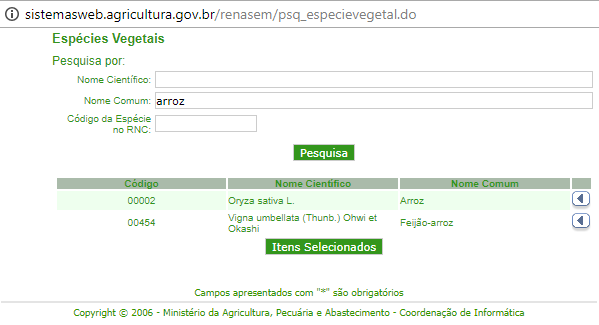 sistemasweb.agricultura.gov.br/renasem/psq_especievegetal.do
Espécies Vegetais
Pesquisa por:
Nome Científico:
Nome Comum: arroz
Código da Espécie
no RNC:
Pesquisa
Código Nome Científico Nome Comum
00002 Oryza sativa L. Arroz
00454 Vigna umbellata (Thunb.) Ohwi et Okashi Feijão-arroz
Itens Selecionados
Campos apresentados com "*" são obrigatórios
Copyright © 2006 - Ministério da Agricultura, Pecuária e Abastecimento - Coordenação de Informática